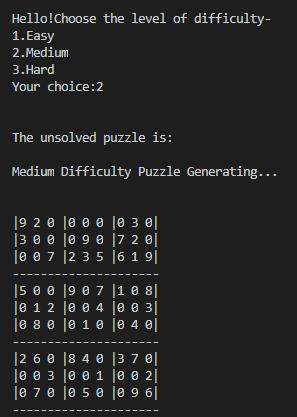 Hello!Choose the level of difficulty-
1.Easy
2.Medium
3.Hard
Your choice:2
The unsolved puzzle is:
Medium Difficulty Puzzle Generating...
|9 2 0 |0 0 0 |0 3 0|
|3 0 0 |0 9 0 |7 2 0|
|0 0 7 |2 3 5 |6 1 9|
---------------------
|5 0 0 |9 0 7 |1 0 8|
|0 1 2 |0 0 4 |0 0 3|
|0 8 0 |0 1 0 |0 4 0|
---------------------
|2 6 0 |8 4 0 |3 7 0|
|0 0 3 |0 0 1 |0 0 2|
|0 7 0 |0 5 0 |0 9 6|
---------------------